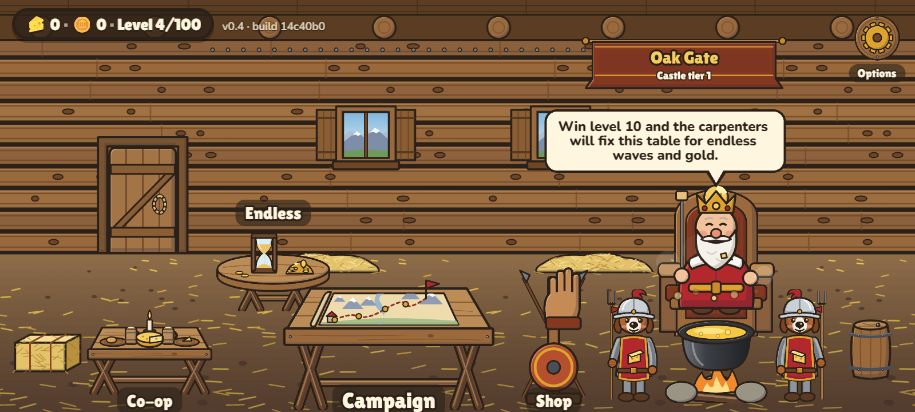 0 · 0 · Level 4/100
v0.4 · build 14c40b0
Oak Gate
Castle tier 1
Options
Win level 10 and the carpenters
will fix this table for endless
waves and gold.
Endless
Co-op
Campaign
Shop